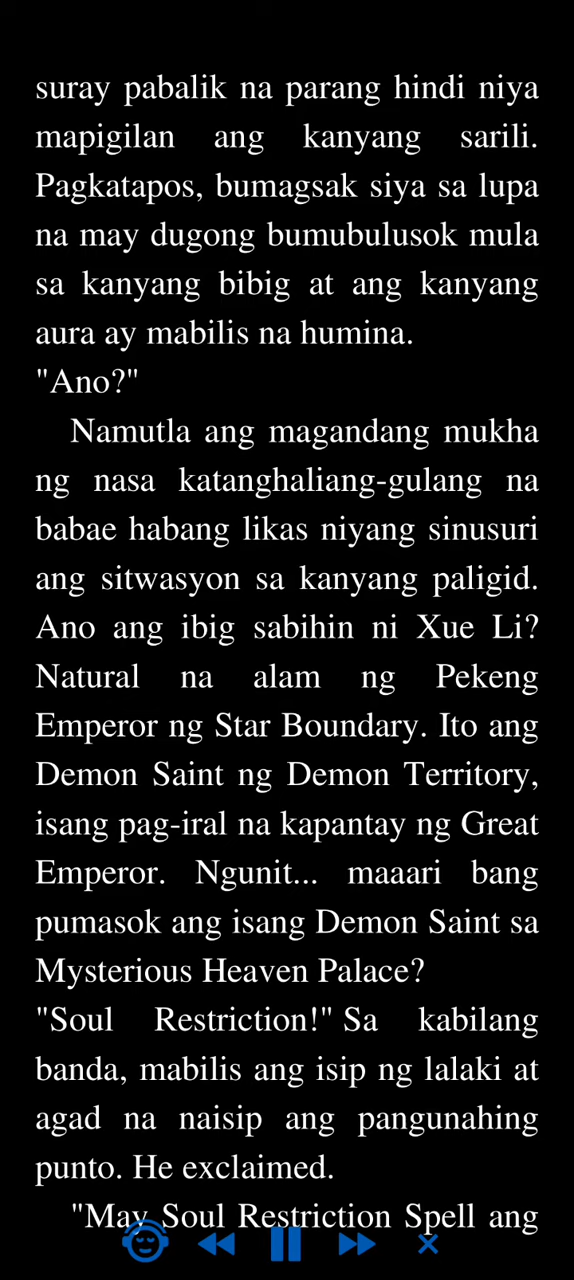 suray pabalik na parang hindi niya
mapigilan ang kanyang sarili.
Pagkatapos, bumagsak siya sa lupa
na may dugong bumubulusok mula
sa kanyang bibig at ang kanyang
aura ay mabilis na humina.
"Ano?"
Namutla ang magandang mukha
ng nasa katanghaliang-gulang na
babae habang likas niyang sinusuri
ang sitwasyon sa kanyang paligid.
Ano ang ibig sabihin ni Xue Li?
Natural na alam ng Pekeng
Emperor ng Star Boundary. Ito ang
Demon Saint ng Demon Territory,
isang pag-iral na kapantay ng Great
Emperor. Ngunit... maaari bang
pumasok ang isang Demon Saint sa
Mysterious Heaven Palace?
"Soul Restriction!" Sa kabilang
banda, mabilis ang isip ng lalaki at
agad na naisip ang pangunahing
punto. He exclaimed.
"May Soul Restriction Spell ang